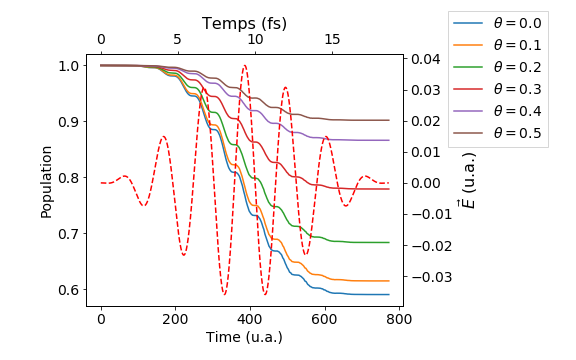 Temps (fs)
0 5 10 15
θ = 0.0
θ = 0.1
θ = 0.2
θ = 0.3
θ = 0.4
θ = 0.5
1.0
0.9
0.8
0.7
0.6
Population
0.04
0.03
0.02
0.01
0.00
−0.01
−0.02
−0.03
E⃗ (u.a.)
0 200 400 600 800
Time (u.a.)